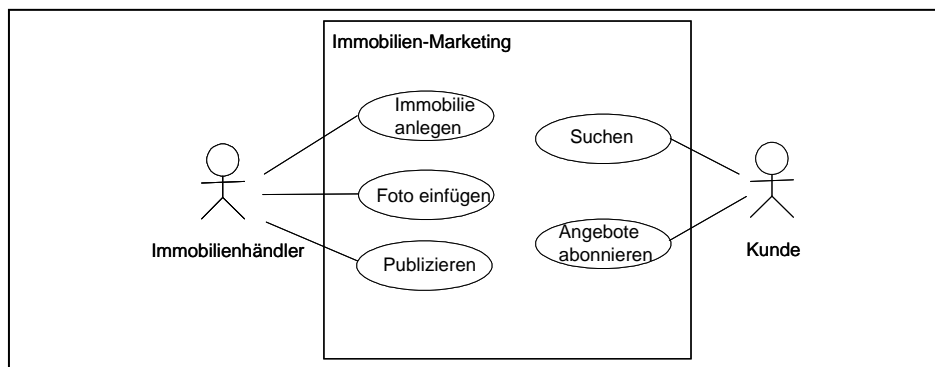 Immobilien-Marketing
Immobilie
anlegen
Suchen
Foto einfügen
Angebote
abonnieren
Immobilienhändler
Kunde
Publizieren